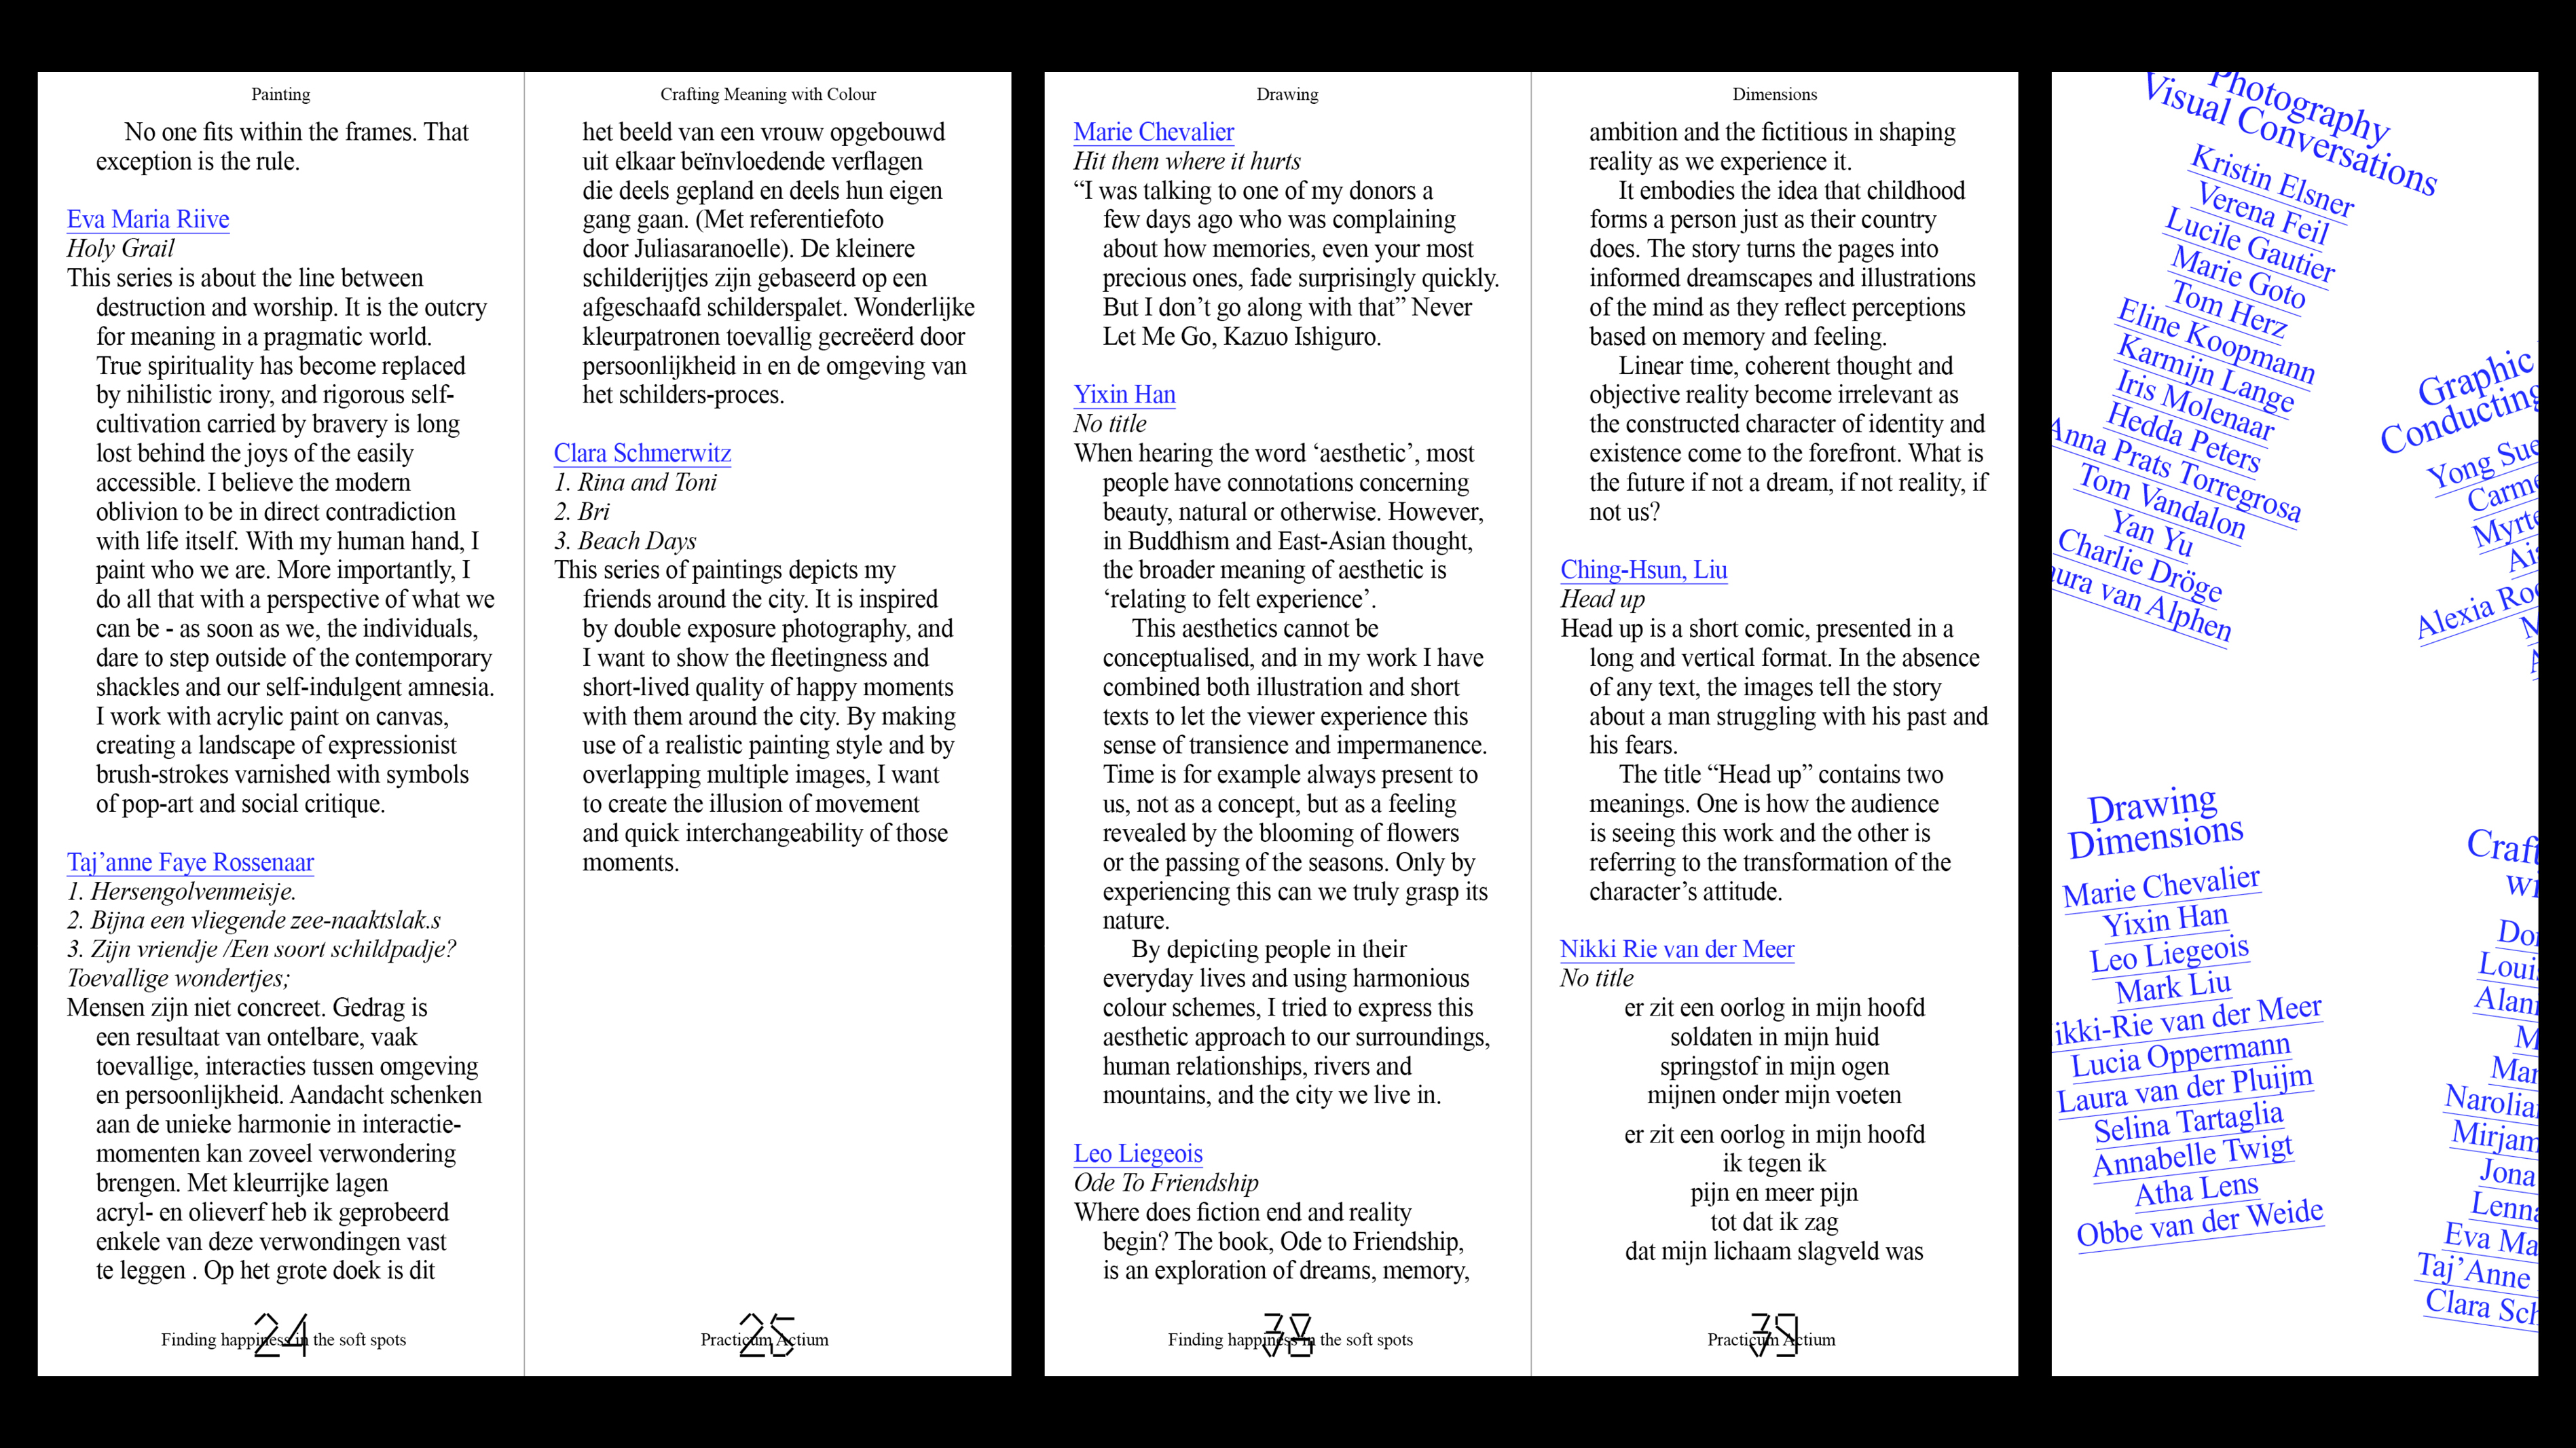 Painting
No one fits within the frames. That
exception is the rule.
Eva Maria Riive
Holy Grail
This series is about the line between
destruction and worship. It is the outcry
for meaning in a pragmatic world.
True spirituality has become replaced
by nihilistic irony, and rigorous self-
cultivation carried by bravery is long
lost behind the joys of the easily
accessible. I believe the modern
oblivion to be in direct contradiction
with life itself. With my human hand, I
paint who we are. More importantly, I
do all that with a perspective of what we
can be - as soon as we, the individuals,
dare to step outside of the contemporary
shackles and our self-indulgent amnesia.
I work with acrylic paint on canvas,
creating a landscape of expressionist
brush-strokes varnished with symbols
of pop-art and social critique.
Taj’anne Faye Rossenaar
1. Hersengolvenmeisje.
2. Bijna een vliegende zee-naaktslak.s
3. Zijn vriendje /Een soort schildpadje?
Toevallige wondertjes;
Mensen zijn niet concreet. Gedrag is
een resultaat van ontelbare, vaak
toevallige, interacties tussen omgeving
en persoonlijkheid. Aandacht schenken
aan de unieke harmonie in interactie-
momenten kan zoveel verwondering
brengen. Met kleurrijke lagen
acryl- en olieverf heb ik geprobeerd
enkele van deze verwondingen vast
te leggen . Op het grote doek is dit
Finding happiness in the soft spots
24
Crafting Meaning with Colour
het beeld van een vrouw opgebouwd
uit elkaar beïnvloedende verflagen
die deels gepland en deels hun eigen
gang gaan. (Met referentiefoto
door Juliasaranoelle). De kleinere
schilderijtjes zijn gebaseerd op een
afgeschaafd schilderspalet. Wonderlijke
kleurpatronen toevallig gecreëerd door
persoonlijkheid in en de omgeving van
het schilders-proces.
Clara Schmerwitz
1. Rina and Toni
2. Bri
3. Beach Days
This series of paintings depicts my
friends around the city. It is inspired
by double exposure photography, and
I want to show the fleetingness and
short-lived quality of happy moments
with them around the city. By making
use of a realistic painting style and by
overlapping multiple images, I want
to create the illusion of movement
and quick interchangeability of those
moments.
Practicum Actium
25
Drawing
Marie Chevalier
Hit them where it hurts
“I was talking to one of my donors a
few days ago who was complaining
about how memories, even your most
precious ones, fade surprisingly quickly.
But I don’t go along with that” Never
Let Me Go, Kazuo Ishiguro.
Yixin Han
No title
When hearing the word ‘aesthetic’, most
people have connotations concerning
beauty, natural or otherwise. However,
in Buddhism and East-Asian thought,
the broader meaning of aesthetic is
‘relating to felt experience’.
This aesthetics cannot be
conceptualised, and in my work I have
combined both illustration and short
texts to let the viewer experience this
sense of transience and impermanence.
Time is for example always present to
us, not as a concept, but as a feeling
revealed by the blooming of flowers
or the passing of the seasons. Only by
experiencing this can we truly grasp its
nature.
By depicting people in their
everyday lives and using harmonious
colour schemes, I tried to express this
aesthetic approach to our surroundings,
human relationships, rivers and
mountains, and the city we live in.
Leo Liegeois
Ode To Friendship
Where does fiction end and reality
begin? The book, Ode to Friendship,
is an exploration of dreams, memory,
Finding happiness in the soft spots
38
Dimensions
ambition and the fictitious in shaping
reality as we experience it.
It embodies the idea that childhood
forms a person just as their country
does. The story turns the pages into
informed dreamscapes and illustrations
of the mind as they reflect perceptions
based on memory and feeling.
Linear time, coherent thought and
objective reality become irrelevant as
the constructed character of identity and
existence come to the forefront. What is
the future if not a dream, if not reality, if
not us?
Ching-Hsun, Liu
Head up
Head up is a short comic, presented in a
long and vertical format. In the absence
of any text, the images tell the story
about a man struggling with his past and
his fears.
The title “Head up” contains two
meanings. One is how the audience
is seeing this work and the other is
referring to the transformation of the
character’s attitude.
Nikki Rie van der Meer
No title
er zit een oorlog in mijn hoofd
soldaten in mijn huid
springstof in mijn ogen
mijnen onder mijn voeten
er zit een oorlog in mijn hoofd
ik tegen ik
pijn en meer pijn
tot dat ik zag
dat mijn lichaam slagveld was
Practicum Actium
39
Photography
Visual Conversations
Kristin Elsner
Verena Feil
Lucile Gautier
Marie Goto
Tom Herz
Eline Koopmann
Karmijn Lange
Iris Molenaar
Hedda Peters
Anna Prats Torregrosa
Tom Vandalon
Yan Yu
Charlie Dröge
aura van Alphen
Graphic
Conducting
Yong Sue
Carme
Myrte
Ai
Alexia Ro
M
A
Drawing
Dimensions
Marie Chevalier
Yixin Han
Leo Liegeois
Mark Liu
ikki-Rie van der Meer
Lucia Oppermann
Laura van der Pluijm
Selina Tartaglia
Annabelle Twigt
Atha Lens
Obbe van der Weide
Craft
wi
Do
Loui
Alan
M
Mar
Narolia
Mirjam
Jona
Lenn
Eva Ma
Taj’Anne
Clara Sch